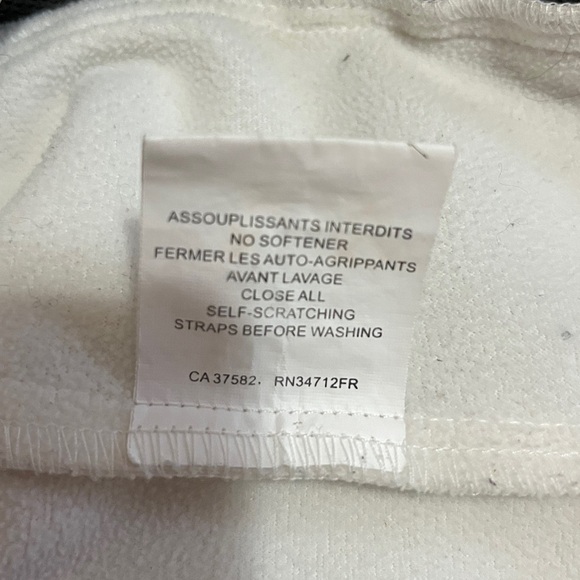 ASSOUPLISSANTS INTERDITS
NO SOFTENER
FERMER LES AUTO-AGRIPPANTS
AVANT LAVAGE
CLOSE ALL
SELF-SCRATCHING
STRAPS BEFORE WASHING
CA 37582. RN34712FR